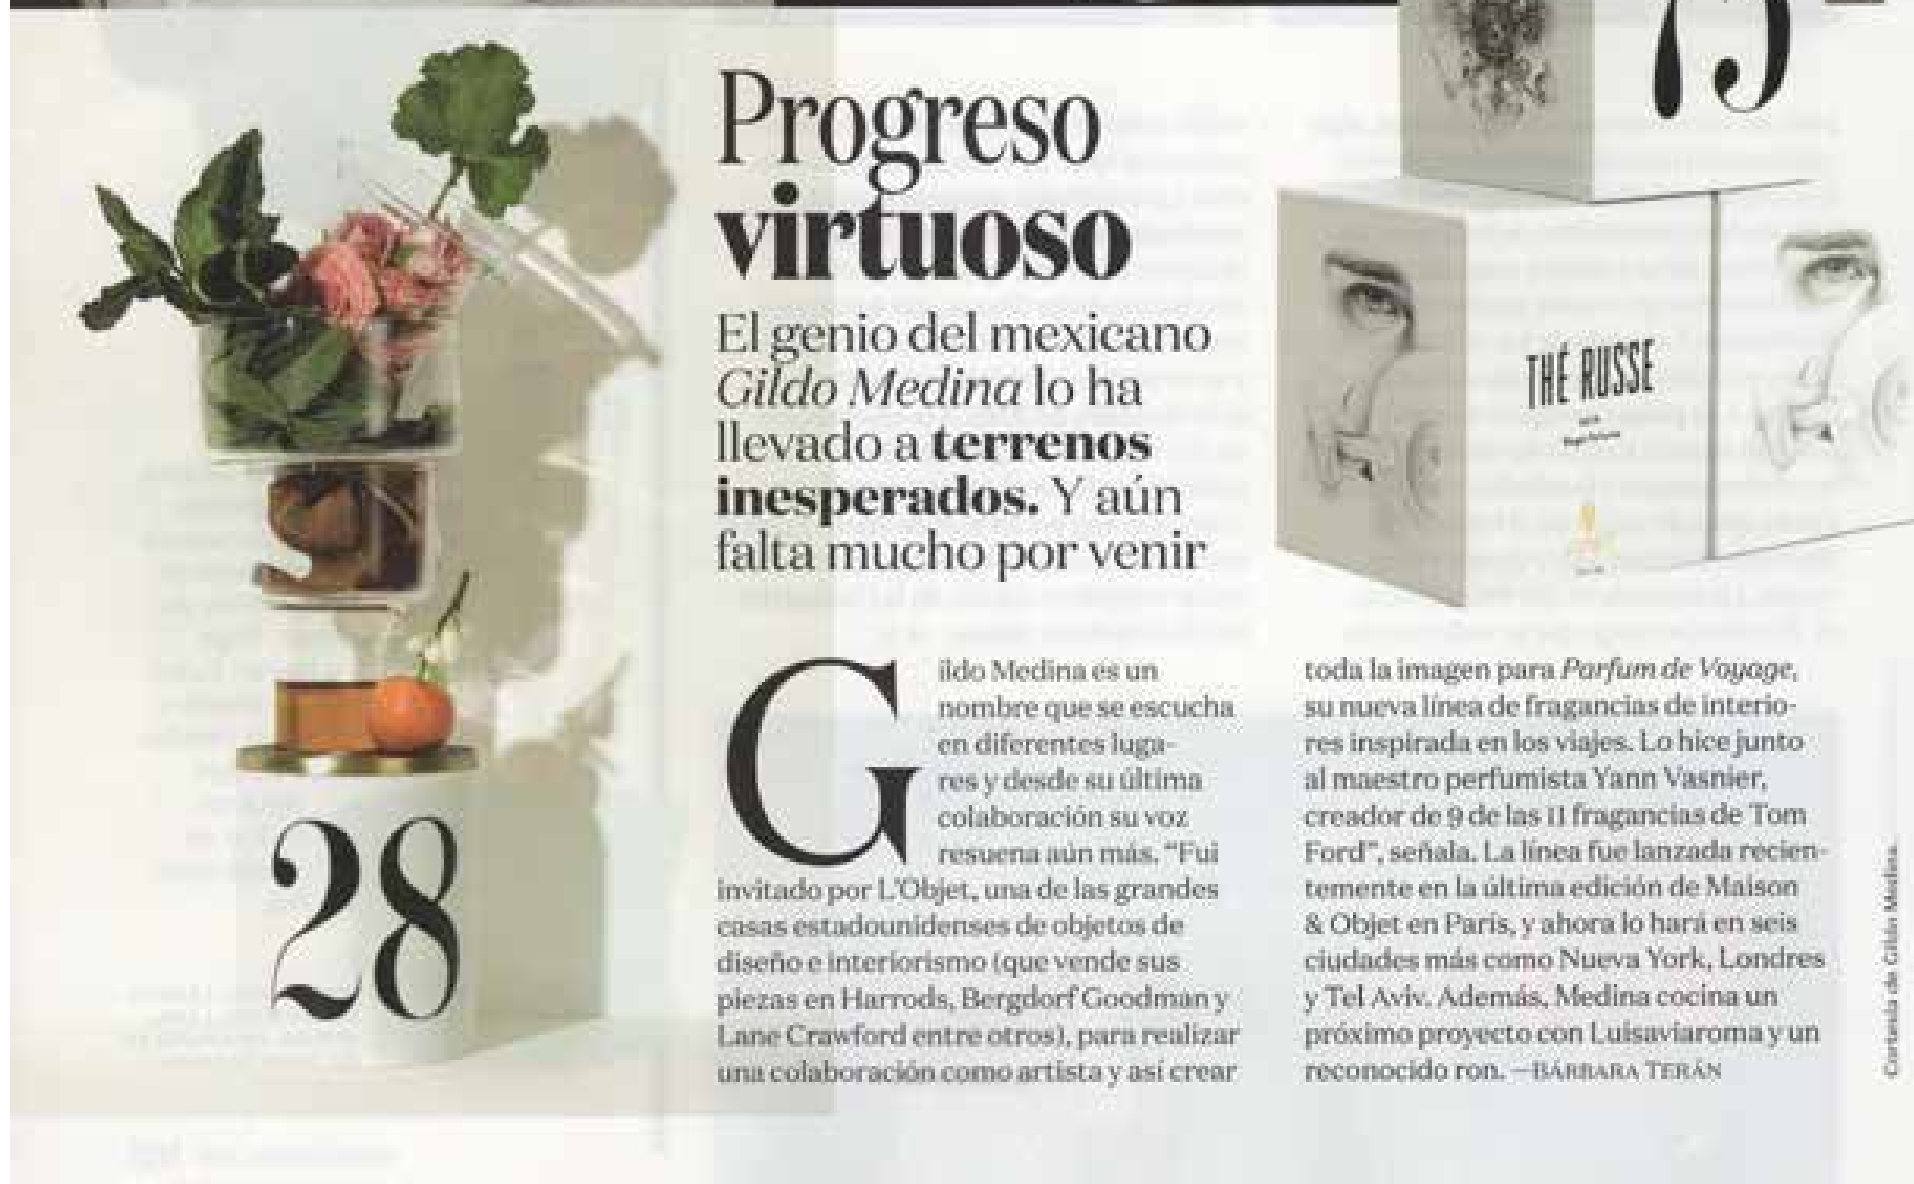 Progreso
virtuoso
El genio del mexicano
Gildo Medina lo ha
llevado a terrenos
inesperados. Y aún
falta mucho por venir
Gildo Medina es un
nombre que se escucha
en diferentes luga-
res y desde su última
colaboración su voz
resuena aún más. “Fui
invitado por L’Objet, una de las grandes
casas estadounidenses de objetos de
diseño e interiorismo (que vende sus
piezas en Harrods, Bergdorf Goodman y
Lane Crawford entre otros), para realizar
una colaboración como artista y así crear
toda la imagen para Parfum de Voyage,
su nueva línea de fragancias de interio-
res inspirada en los viajes. Lo hice junto
al maestro perfumista Yann Vasnier,
creador de 9 de las 11 fragancias de Tom
Ford”, señala. La línea fue lanzada recien-
temente en la última edición de Maison
& Objet en París, y ahora lo hará en seis
ciudades más como Nueva York, Londres
y Tel Aviv. Además, Medina cocina un
próximo proyecto con Luisaviaroma y un
reconocido ron. —BÁRBARA TERÁN
28
75
THÉ RUSSE
Cortesía de Gildo Medina.